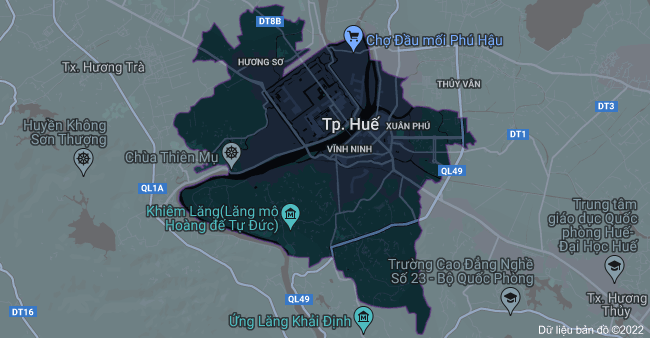 DT8B
Chợ Đầu mối Phú Hậu
HƯƠNG SƠ
Tx. Hương Trà
THỦY VÂN
DT3
Huyền Không
Sơn Thượng
Tp. Huế
XUÂN PHÚ
DT1
VĨNH NINH
Chùa Thiên Mụ
QL49
QL1A
Khiêm Lăng(Lăng mộ
Hoàng đế Tự Đức)
Trung tâm
giáo dục Quốc
phòng Huế-
Đại Học Huế
Trường Cao Đẳng Nghề
Số 23 - Bộ Quốc Phòng
QL49
Tx. Hương
Thủy
DT16
Ứng Lăng Khải Định
Dữ liệu bản đồ ©2022